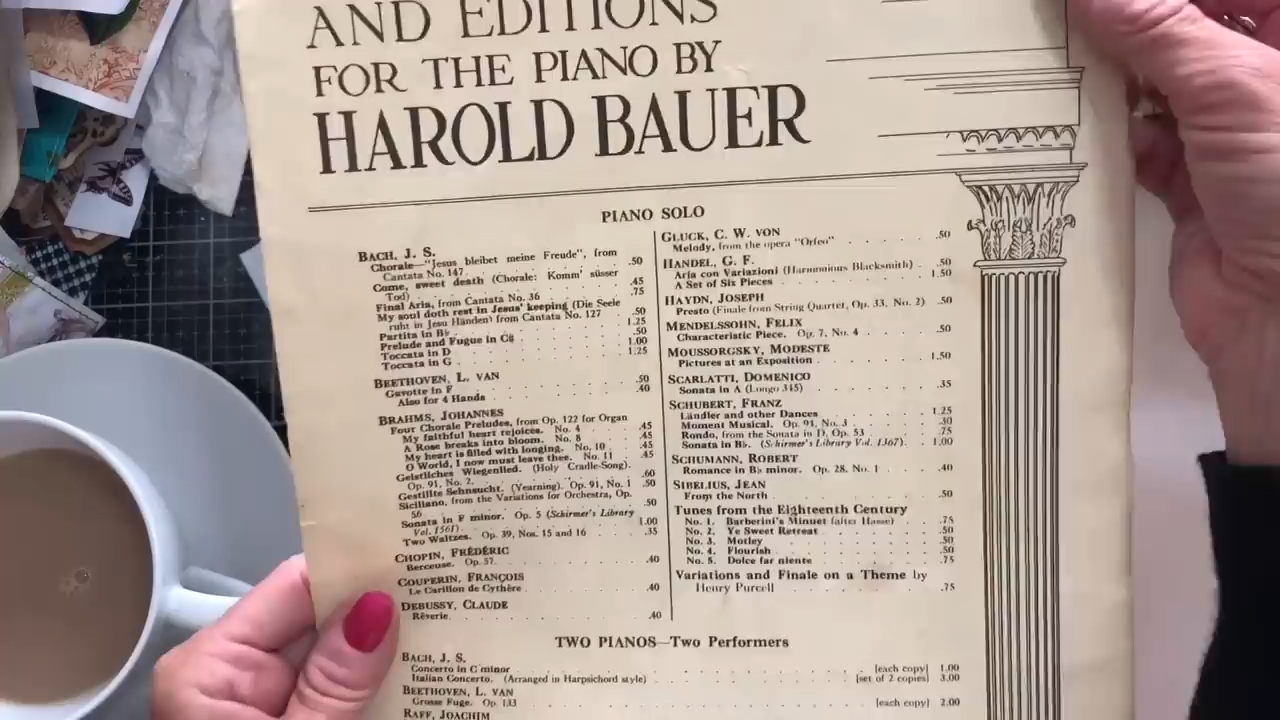 AND EDITIONS
FOR THE PIANO BY
HAROLD BAUER
PIANO SOLO
BACH, J. S.
Chorale—"Jesus bleibet meine Freude", from
Cantata No. 147 .50
Come, sweet death (Chorale: Komm' süsser
Tod) .45
Final Aria, from Cantata No. 36 .75
My soul doth rest in Jesus' keeping (Die Seele
ruht in Jesu Händen) from Cantata No. 127 .50
Partita in B♭ 1.25
Prelude and Fugue in C♯ .50
Toccata in D 1.00
Toccata in G 1.25
BEETHOVEN, L. VAN
Gavotte in F .50
Also for 4 Hands .40
BRAHMS, JOHANNES
Four Chorale Preludes, from Op. 122 for Organ
My faithful heart rejoices. No. 4 .45
A Rose breaks into bloom. No. 8 .45
My heart is filled with longing. No. 10 .45
O World, I now must leave thee. No. 11 .45
Geistliches Wiegenlied. (Holy Cradle-Song).
Op. 91, No. 2. .60
Gestillte Sehnsucht. (Yearning). Op. 91, No. 1 .50
Siciliano, from the Variations for Orchestra, Op.
56 .50
Sonata in F minor. Op. 5 (Schirmer's Library
Vol. 1561) 1.00
Two Waltzes. Op. 39, Nos. 15 and 16 .35
CHOPIN, FRÉDÉRIC
Berceuse. Op. 57. .40
COUPERIN, FRANÇOIS
Le Carillon de Cythère .40
DEBUSSY, CLAUDE
Rêverie .40
GLUCK, C. W. VON
Melody, from the opera "Orfeo" .50
HANDEL, G. F.
Aria con Variazioni (Harmonious Blacksmith) .50
A Set of Six Pieces 1.50
HAYDN, JOSEPH
Presto (Finale from String Quartet, Op. 33, No. 2) .50
MENDELSSOHN, FELIX
Characteristic Piece. Op. 7, No. 4 .50
MOUSSORGSKY, MODESTE
Pictures at an Exposition 1.50
SCARLATTI, DOMENICO
Sonata in A (Longo 345) .35
SCHUBERT, FRANZ
Ländler and other Dances 1.25
Moment Musical. Op. 94, No. 3 .30
Rondo, from the Sonata in D, Op. 53 .75
Sonata in B♭. (Schirmer's Library Vol. 1367) 1.00
SCHUMANN, ROBERT
Romance in B♭ minor. Op. 28, No. 1 .40
SIBELIUS, JEAN
From the North .50
Tunes from the Eighteenth Century
No. 1. Barberini's Minuet (after Hasse) .75
No. 2. Ye Sweet Retreat .50
No. 3. Motley .50
No. 4. Flourish .50
No. 5. Dolce far niente .75
Variations and Finale on a Theme by
Henry Purcell .75
TWO PIANOS—Two Performers
BACH, J. S.
Concerto in C minor [each copy] 1.00
Italian Concerto. (Arranged in Harpsichord style) [set of 2 copies] 3.00
BEETHOVEN, L. VAN
Grosse Fuge. Op. 133 [each copy] 2.00
RAFF, JOACHIM